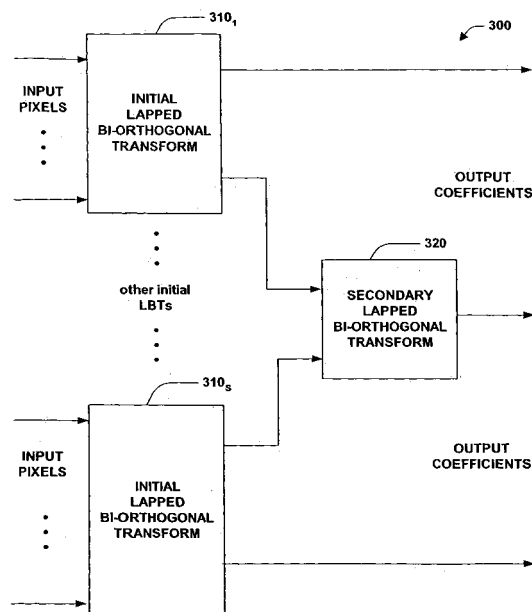 310₁
300
INPUT
PIXELS
INITIAL
LAPPED
BI-ORTHOGONAL
TRANSFORM
OUTPUT
COEFFICIENTS
other initial
LBTs
320
SECONDARY
LAPPED
BI-ORTHOGONAL
TRANSFORM
310ₛ
INPUT
PIXELS
INITIAL
LAPPED
BI-ORTHOGONAL
TRANSFORM
OUTPUT
COEFFICIENTS